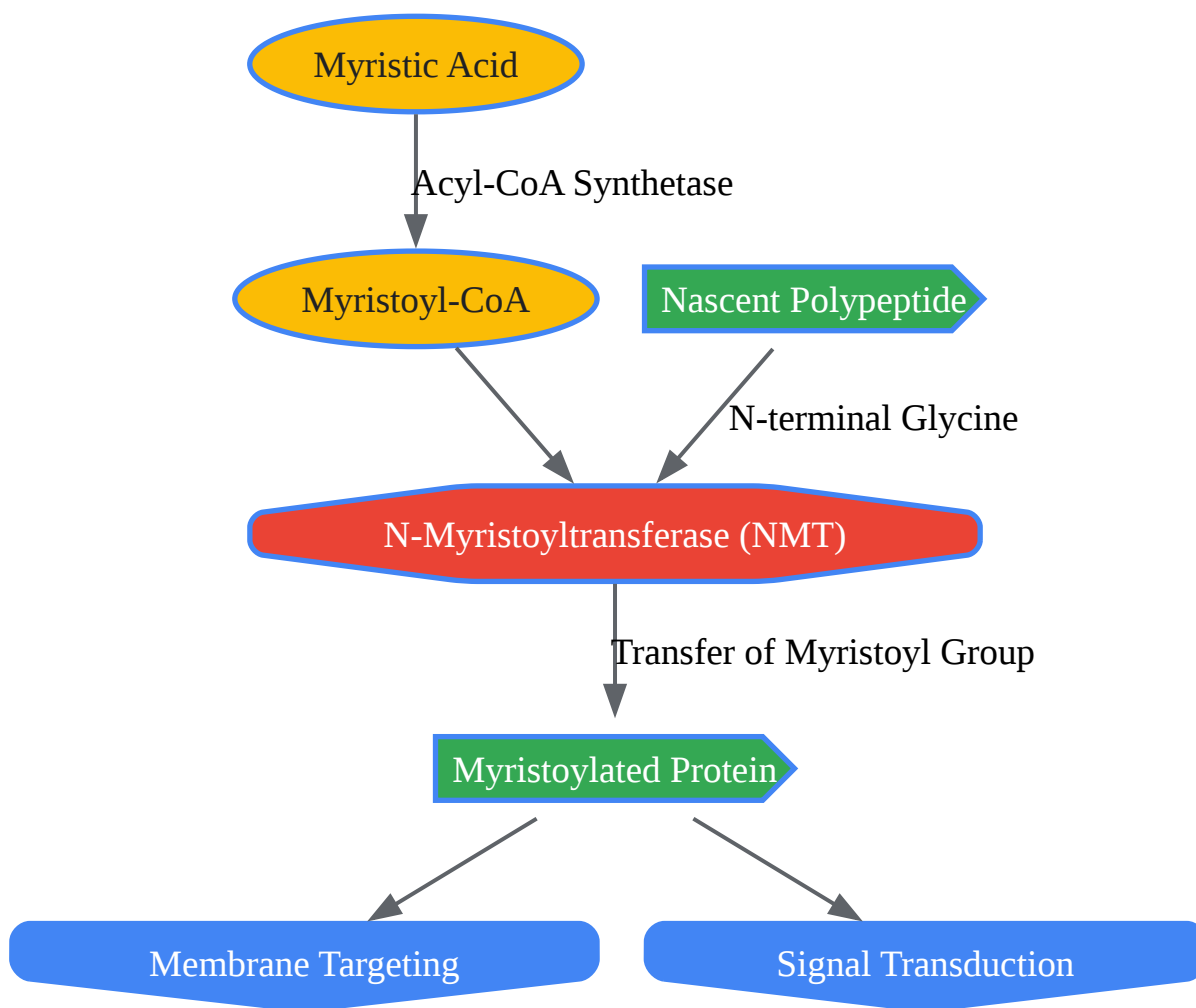 Myristic Acid
Acyl-CoA Synthetase
Myristoyl-CoA
Nascent Polypeptide
N-terminal Glycine
N-Myristoyltransferase (NMT)
Transfer of Myristoyl Group
Myristoylated Protein
Membrane Targeting
Signal Transduction